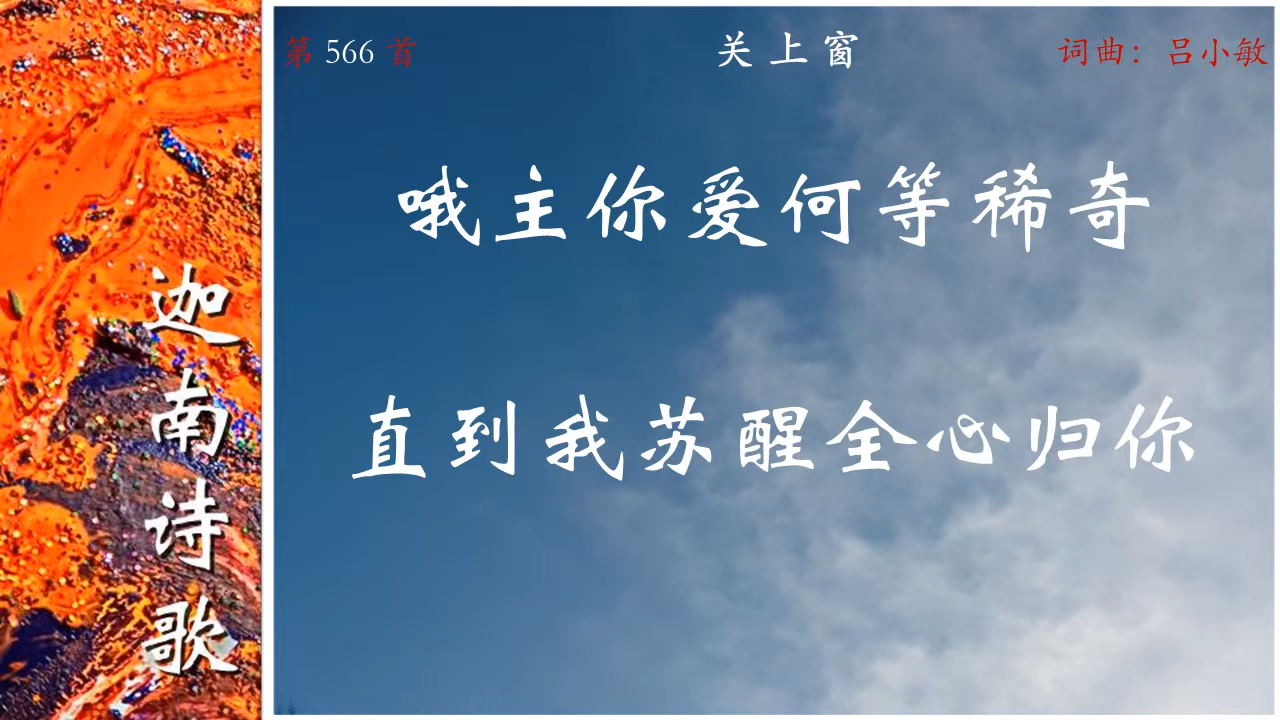 第 566 首
关上窗
词曲：吕小敏
哦主你爱何等稀奇
直到我苏醒全心归你
迦南诗歌